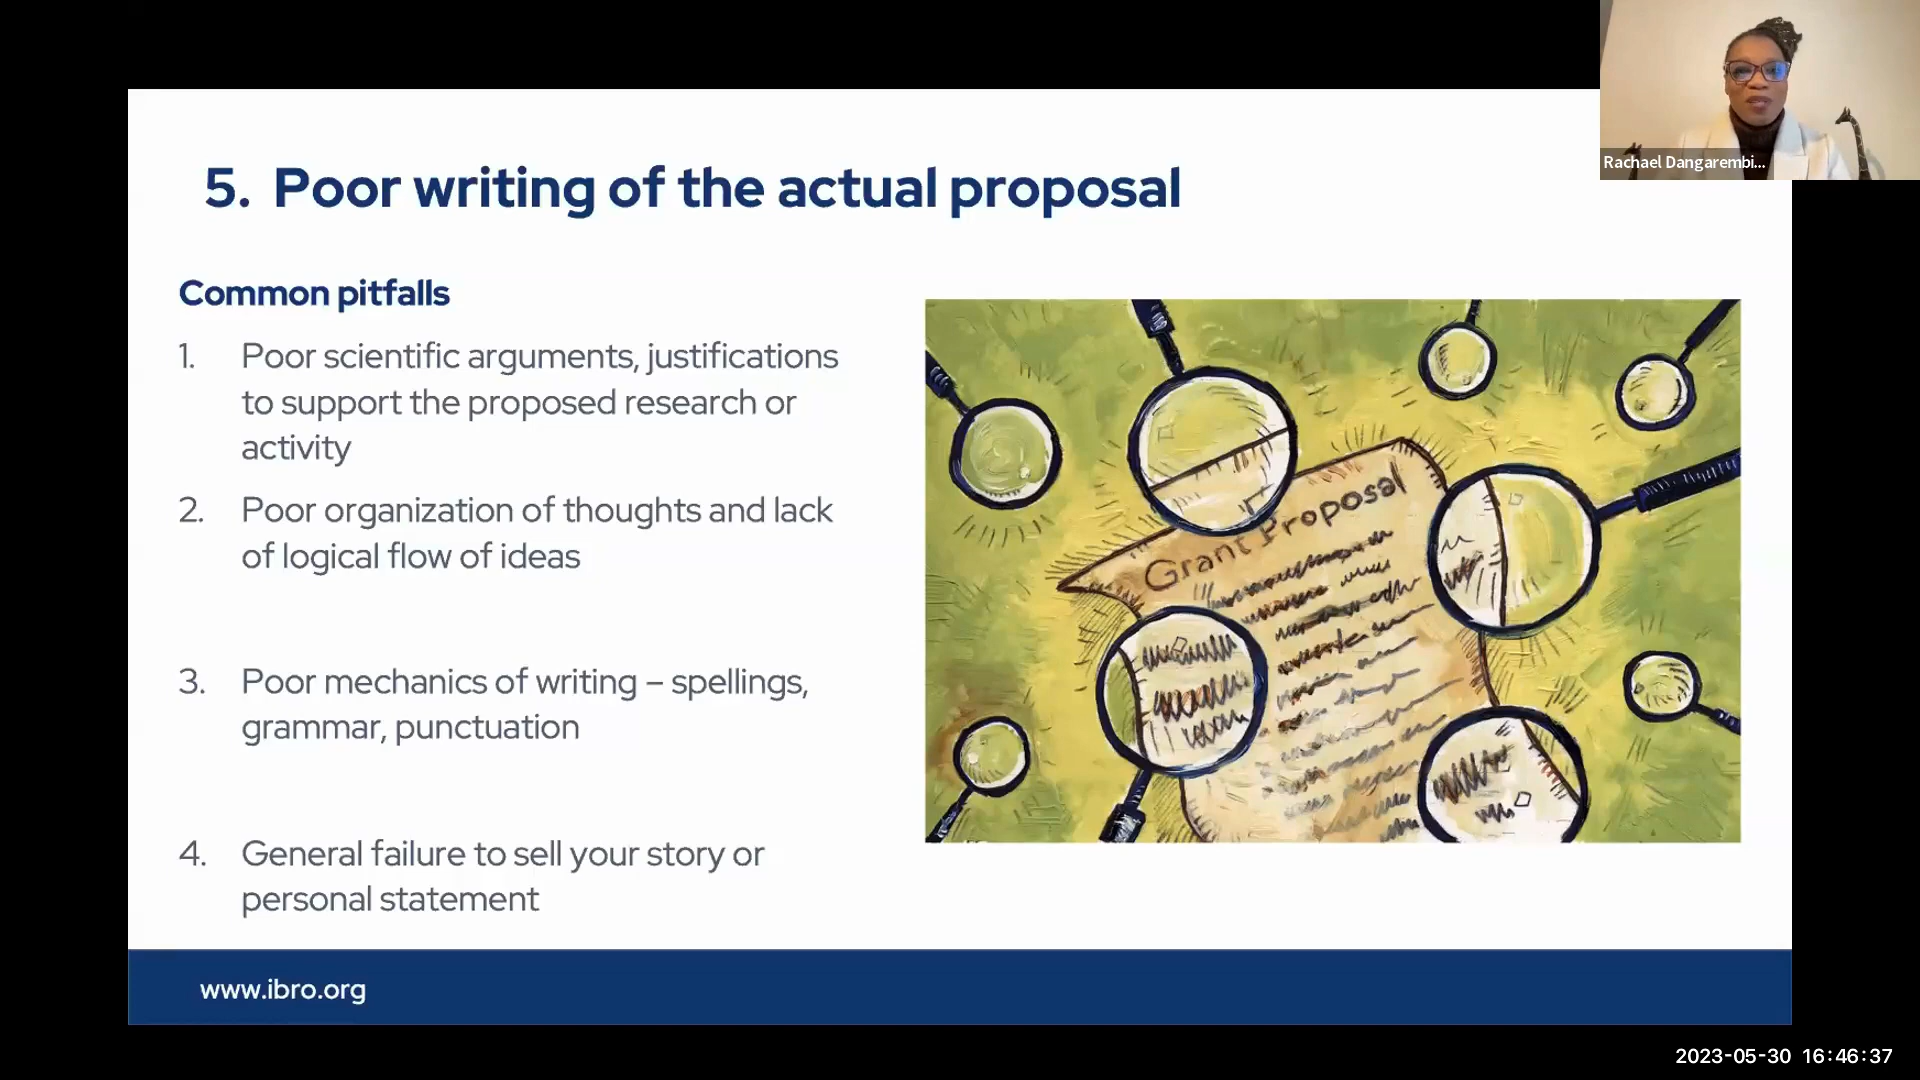 Rachael Dangarembi...
5. Poor writing of the actual proposal
Common pitfalls
1. Poor scientific arguments, justifications
to support the proposed research or
activity
2. Poor organization of thoughts and lack
of logical flow of ideas
3. Poor mechanics of writing – spellings,
grammar, punctuation
4. General failure to sell your story or
personal statement
Grant Proposal
www.ibro.org
2023-05-30 16:46:37